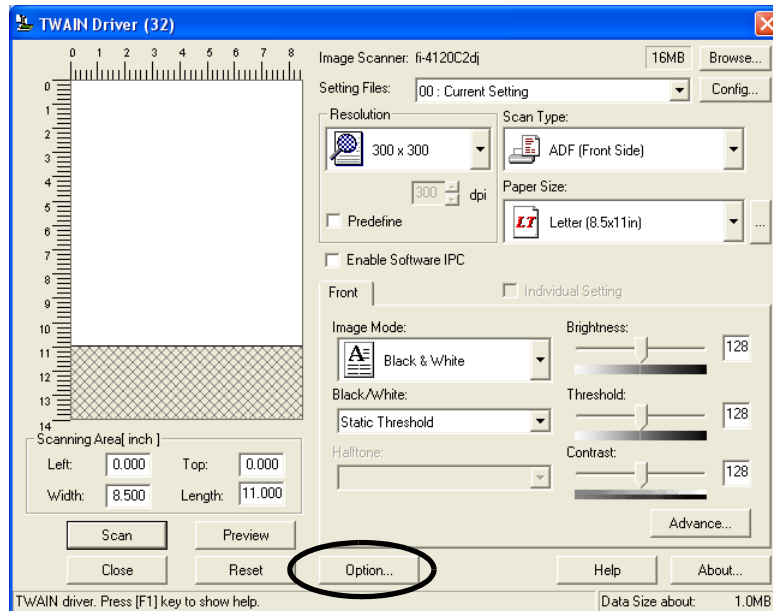 TWAIN Driver (32)
0 1 2 3 4 5 6 7 8
0
1
2
3
4
5
6
7
8
9
10
11
12
13
14
Image Scanner: fi-4120C2dj 16MB Browse...
Setting Files: 00 : Current Setting Config...
Resolution
300 x 300
300 dpi
Predefine
Scan Type:
ADF (Front Side)
Paper Size:
LT Letter (8.5x11in) ...
Enable Software IPC
Front Individual Setting
Image Mode:
A Black & White
Black/White:
Static Threshold
Halftone:
Brightness:
128
Threshold:
128
Contrast:
128
Advance...
Scanning Area[ inch ]
Left: 0.000 Top: 0.000
Width: 8.500 Length: 11.000
Scan Preview
Close Reset Option... Help About...
TWAIN driver. Press [F1] key to show help. Data Size about: 1.0MB